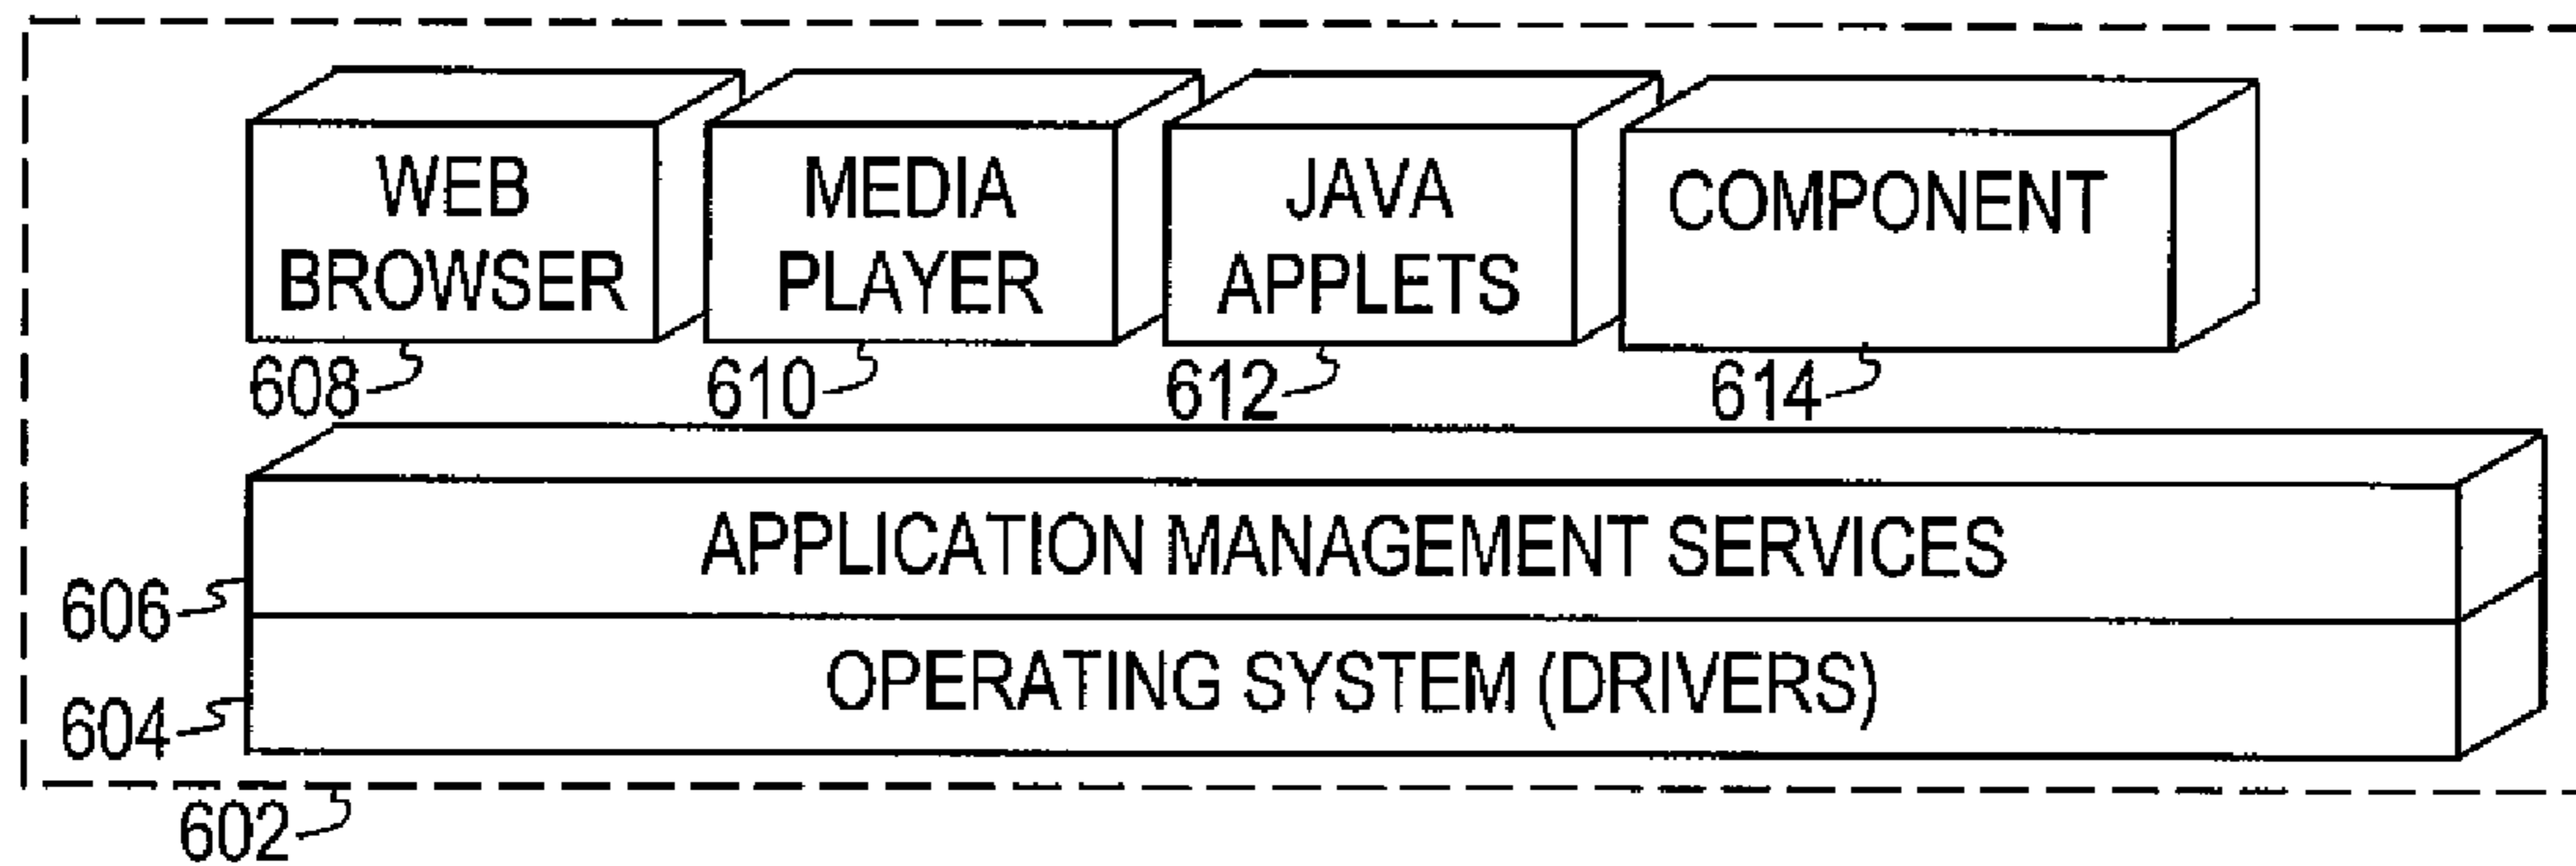 WEB
BROWSER
MEDIA
PLAYER
JAVA
APPLETS
COMPONENT
608
610
612
614
APPLICATION MANAGEMENT SERVICES
606
OPERATING SYSTEM (DRIVERS)
604
602